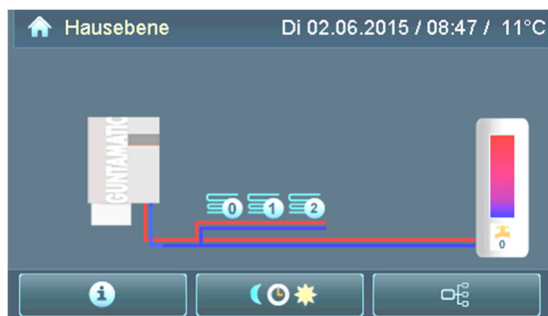 Hausebene Di 02.06.2015 / 08:47 / 11°C
GUNTAMATIC
0 1 2
0
i